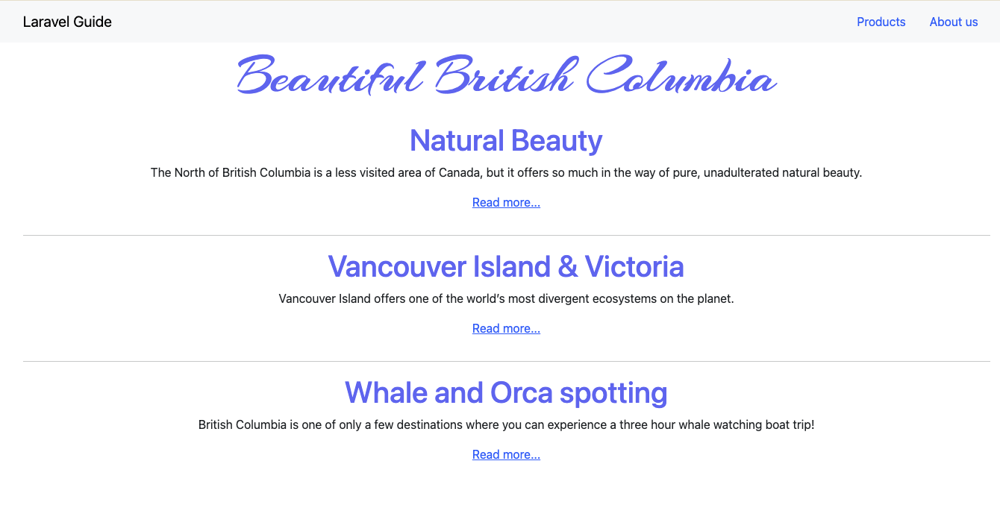 Laravel Guide
Products
About us
Beautiful British Columbia
Natural Beauty
The North of British Columbia is a less visited area of Canada, but it offers so much in the way of pure, unadulterated natural beauty.
Read more...
Vancouver Island & Victoria
Vancouver Island offers one of the world’s most divergent ecosystems on the planet.
Read more...
Whale and Orca spotting
British Columbia is one of only a few destinations where you can experience a three hour whale watching boat trip!
Read more...